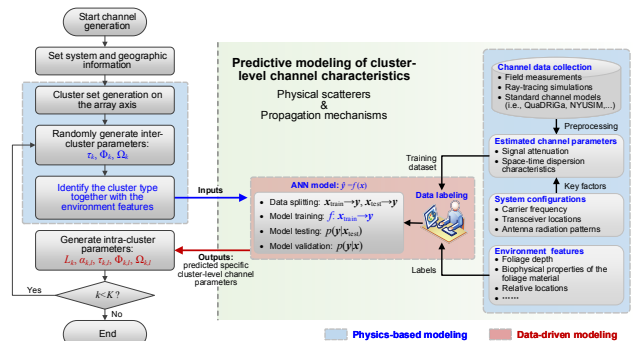 Start channel
generation
Set system and geographic
information
Cluster set generation on
the array axis
Randomly generate inter-
cluster parameters:
τk, Φk, Ωk
Identify the cluster type
together with the
environment features
Generate intra-cluster
parameters:
Lk, αk,l, τk,l, Φk,l, Ωk,l
k<K?
Yes
No
End
Inputs
Outputs:
predicted specific
cluster-level channel
parameters
Predictive modeling of cluster-
level channel characteristics
Physical scatterers
&
Propagation mechanisms
ANN model: ŷ=f(x)
• Data splitting: xtrain→y, xtest→y
• Model training: f: xtrain→y
• Model testing: p(y|xtest)
• Model validation: p(y|x)
Data labeling
Training
dataset
Labels
Channel data collection
• Field measurements
• Ray-tracing simulations
• Standard channel models
(i.e., QuaDRiGa, NYUSIM,...)
Preprocessing
Estimated channel parameters
• Signal attenuation
• Space-time dispersion
characteristics
Key factors
System configurations
• Carrier frequency
• Transceiver locations
• Antenna radiation patterns
Environment features
• Foliage depth
• Biophysical properties of the
foliage material
• Relative locations
• ······
Physics-based modeling
Data-driven modeling